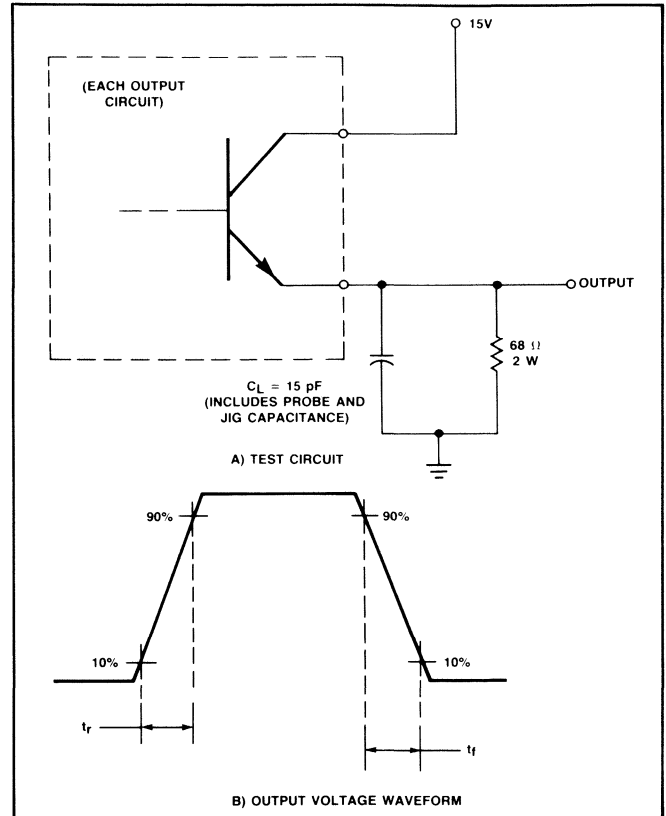 15V
(EACH OUTPUT
CIRCUIT)
OUTPUT
68 Ω
2 W
C_L = 15 pF
(INCLUDES PROBE AND
JIG CAPACITANCE)
A) TEST CIRCUIT
90%
90%
10%
10%
t_r
t_f
B) OUTPUT VOLTAGE WAVEFORM